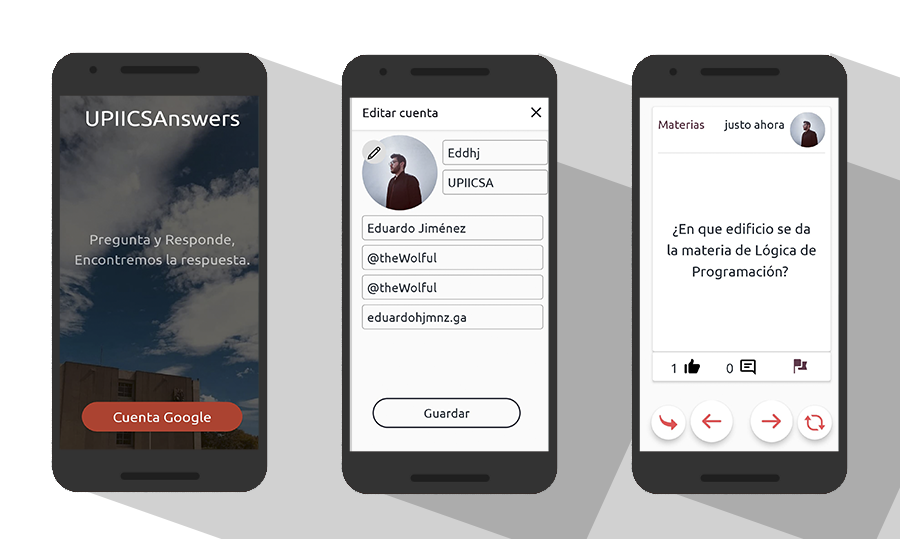 UPIICSAnswers
Pregunta y Responde,
Encontremos la respuesta.
Cuenta Google
Editar cuenta
Eddhj
UPIICSA
Eduardo Jiménez
@theWolful
@theWolful
eduardohjmnz.ga
Guardar
Materias justo ahora
¿En que edificio se da
la materia de Lógica de
Programación?
1 0